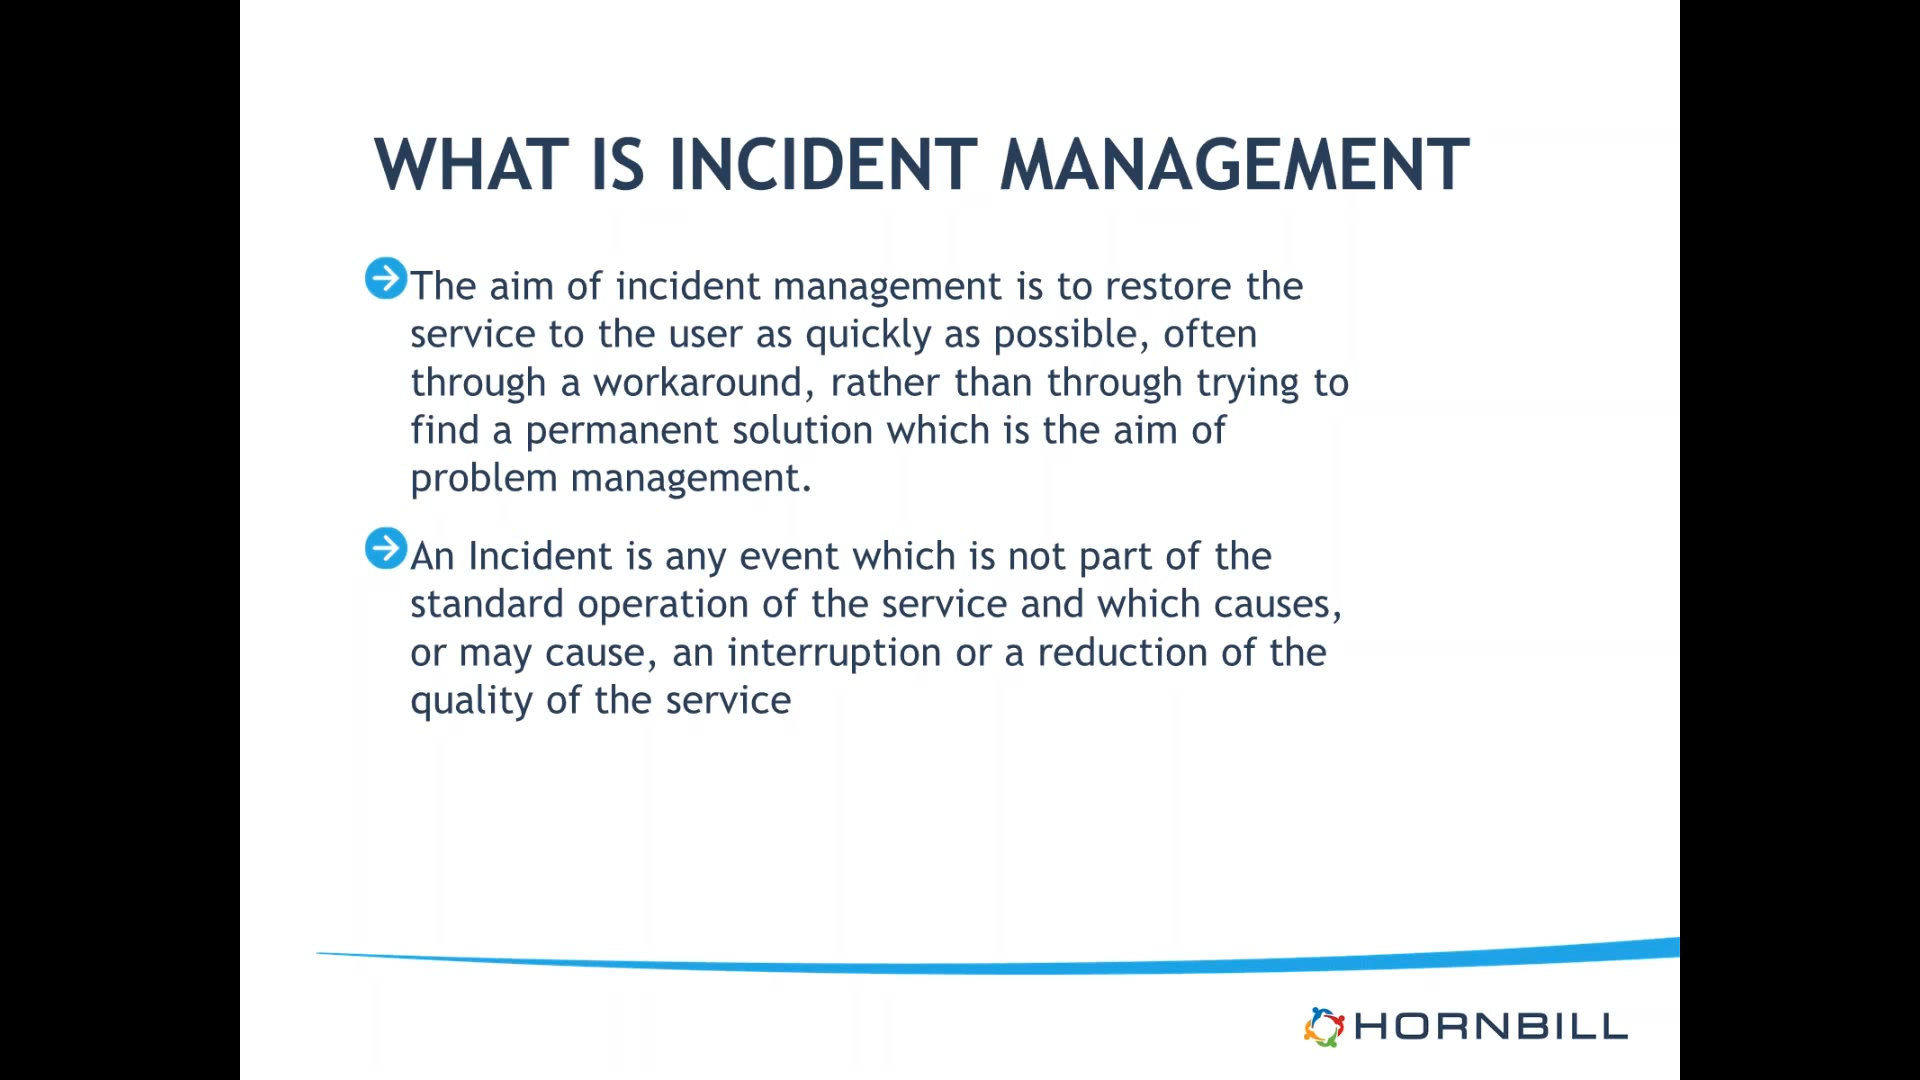 WHAT IS INCIDENT MANAGEMENT
The aim of incident management is to restore the
service to the user as quickly as possible, often
through a workaround, rather than through trying to
find a permanent solution which is the aim of
problem management.
An Incident is any event which is not part of the
standard operation of the service and which causes,
or may cause, an interruption or a reduction of the
quality of the service
HORNBILL